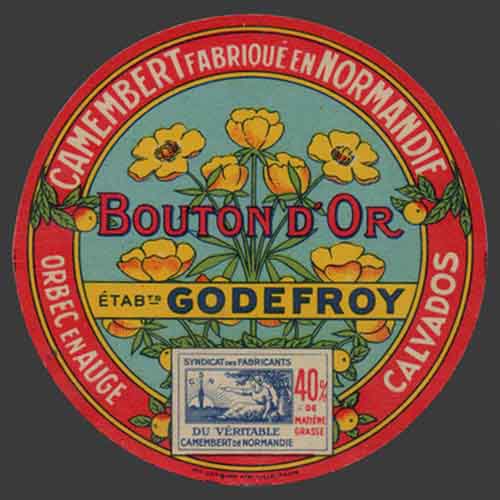 CAMEMBERT FABRIQUÉ EN NORMANDIE
BOUTON D'OR
ÉTABTS GODEFROY
ORBEC EN AUGE
CALVADOS
SYNDICAT DES FABRICANTS
DU VÉRITABLE
CAMEMBERT DE NORMANDIE
40%
DE
MATIÈRE
GRASSE